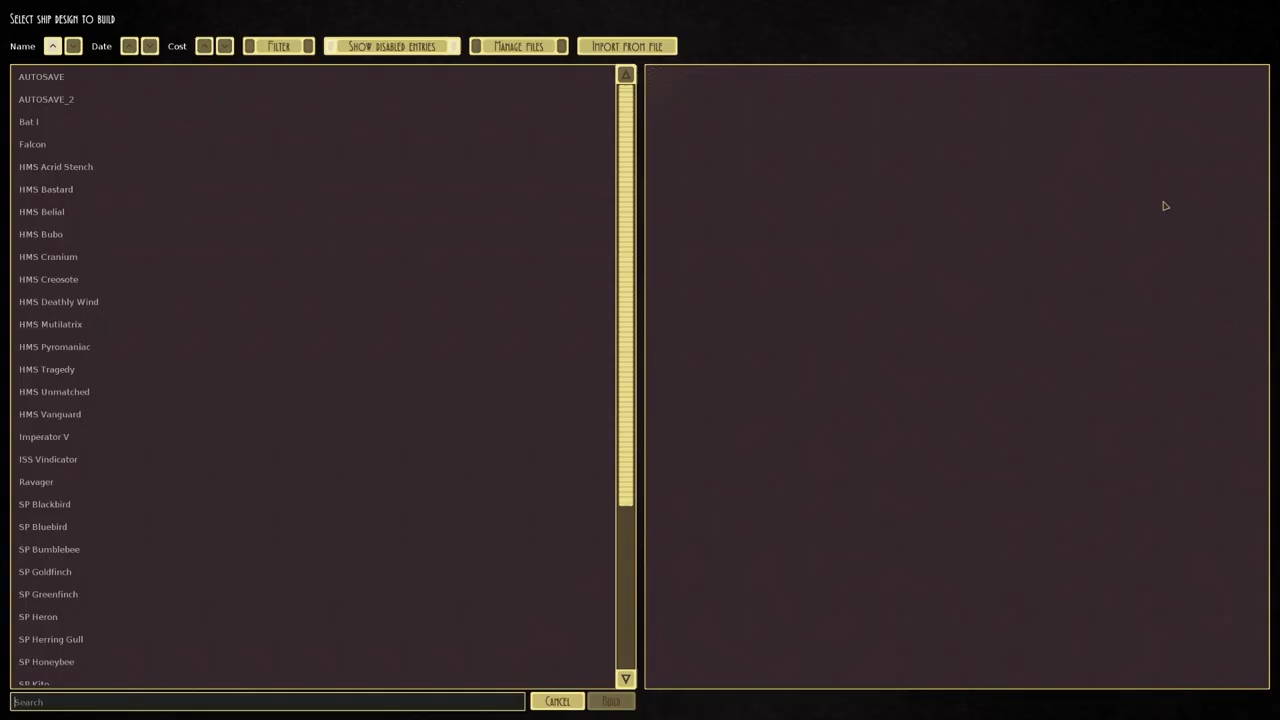 Select ship design to build
Name Date Cost Filter Show disabled entries Manage files Import from file
AUTOSAVE
AUTOSAVE_2
Bat I
Falcon
HMS Acrid Stench
HMS Bastard
HMS Belial
HMS Bubo
HMS Cranium
HMS Creosote
HMS Deathly Wind
HMS Mutilatrix
HMS Pyromaniac
HMS Tragedy
HMS Unmatched
HMS Vanguard
Imperator V
ISS Vindicator
Ravager
SP Blackbird
SP Bluebird
SP Bumblebee
SP Goldfinch
SP Greenfinch
SP Heron
SP Herring Gull
SP Honeybee
SP Kite
Search Cancel Build